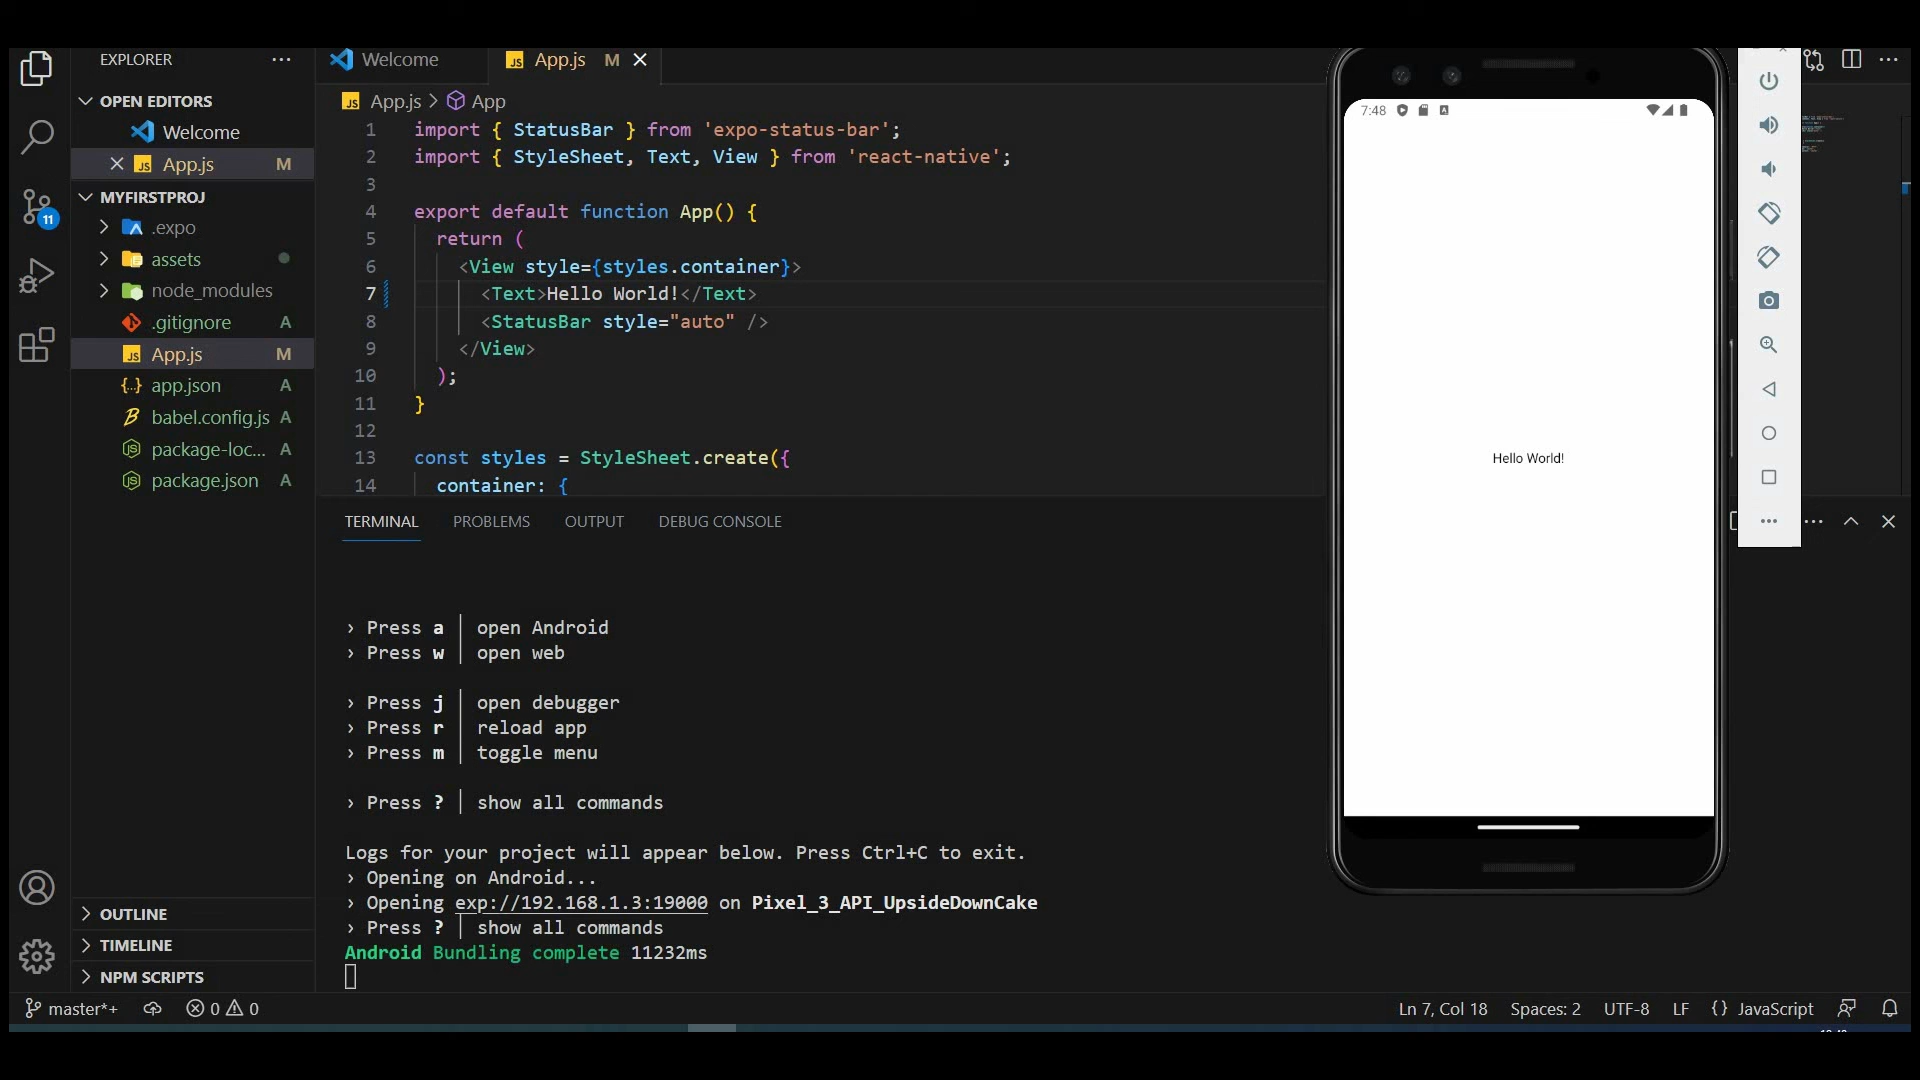 EXPLORER
OPEN EDITORS
Welcome
App.js M
MYFIRSTPROJ
.expo
assets
node_modules
.gitignore A
App.js M
app.json A
babel.config.js A
package-loc... A
package.json A
OUTLINE
TIMELINE
NPM SCRIPTS
Welcome
App.js M
App.js > App
1 import { StatusBar } from 'expo-status-bar';
2 import { StyleSheet, Text, View } from 'react-native';
3
4 export default function App() {
5 return (
6 <View style={styles.container}>
7 <Text>Hello World!</Text>
8 <StatusBar style="auto" />
9 </View>
10 );
11 }
12
13 const styles = StyleSheet.create({
14 container: {
TERMINAL PROBLEMS OUTPUT DEBUG CONSOLE
› Press a │ open Android
› Press w │ open web
› Press j │ open debugger
› Press r │ reload app
› Press m │ toggle menu
› Press ? │ show all commands
Logs for your project will appear below. Press Ctrl+C to exit.
› Opening on Android...
› Opening exp://192.168.1.3:19000 on Pixel_3_API_UpsideDownCake
› Press ? │ show all commands
Android Bundling complete 11232ms
7:48
Hello World!
11
master*+ 0 0
Ln 7, Col 18 Spaces: 2 UTF-8 LF {} JavaScript